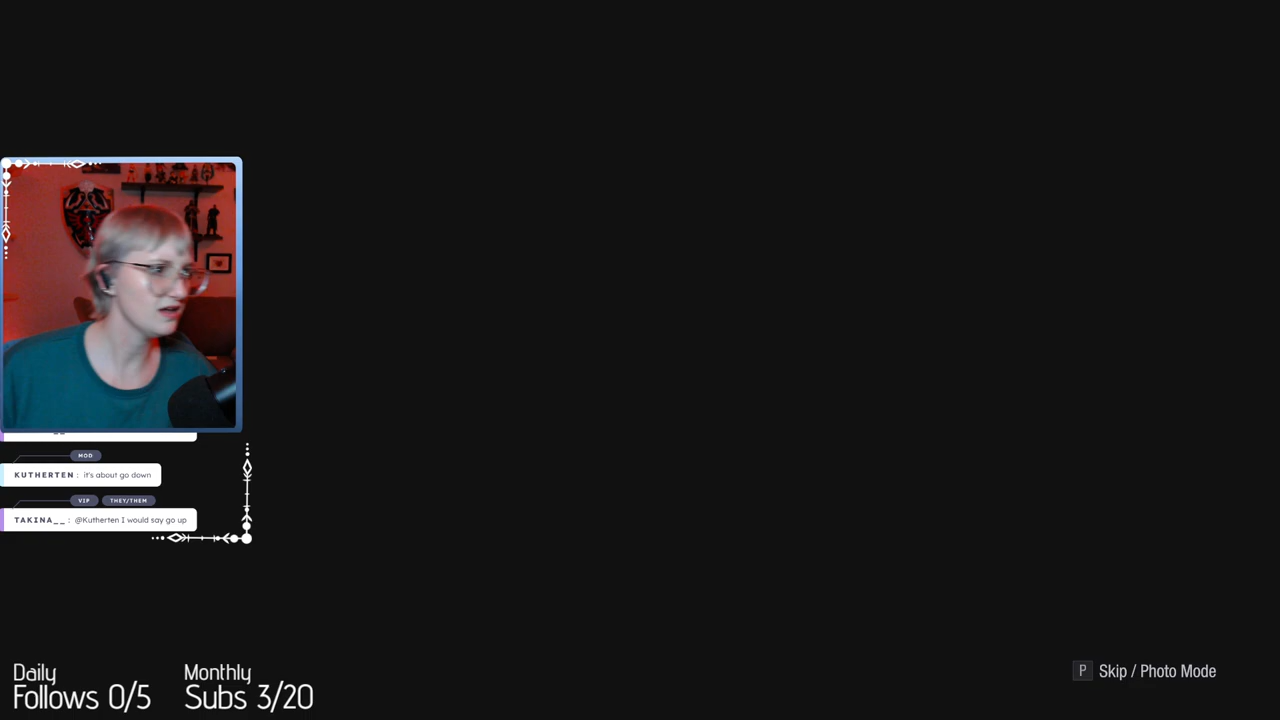 MOD
KUTHERTEN : it's about go down
VIP THEY/THEM
TAKINA__ : @Kutherten I would say go up
Daily
Follows 0/5
Monthly
Subs 3/20
P Skip / Photo Mode